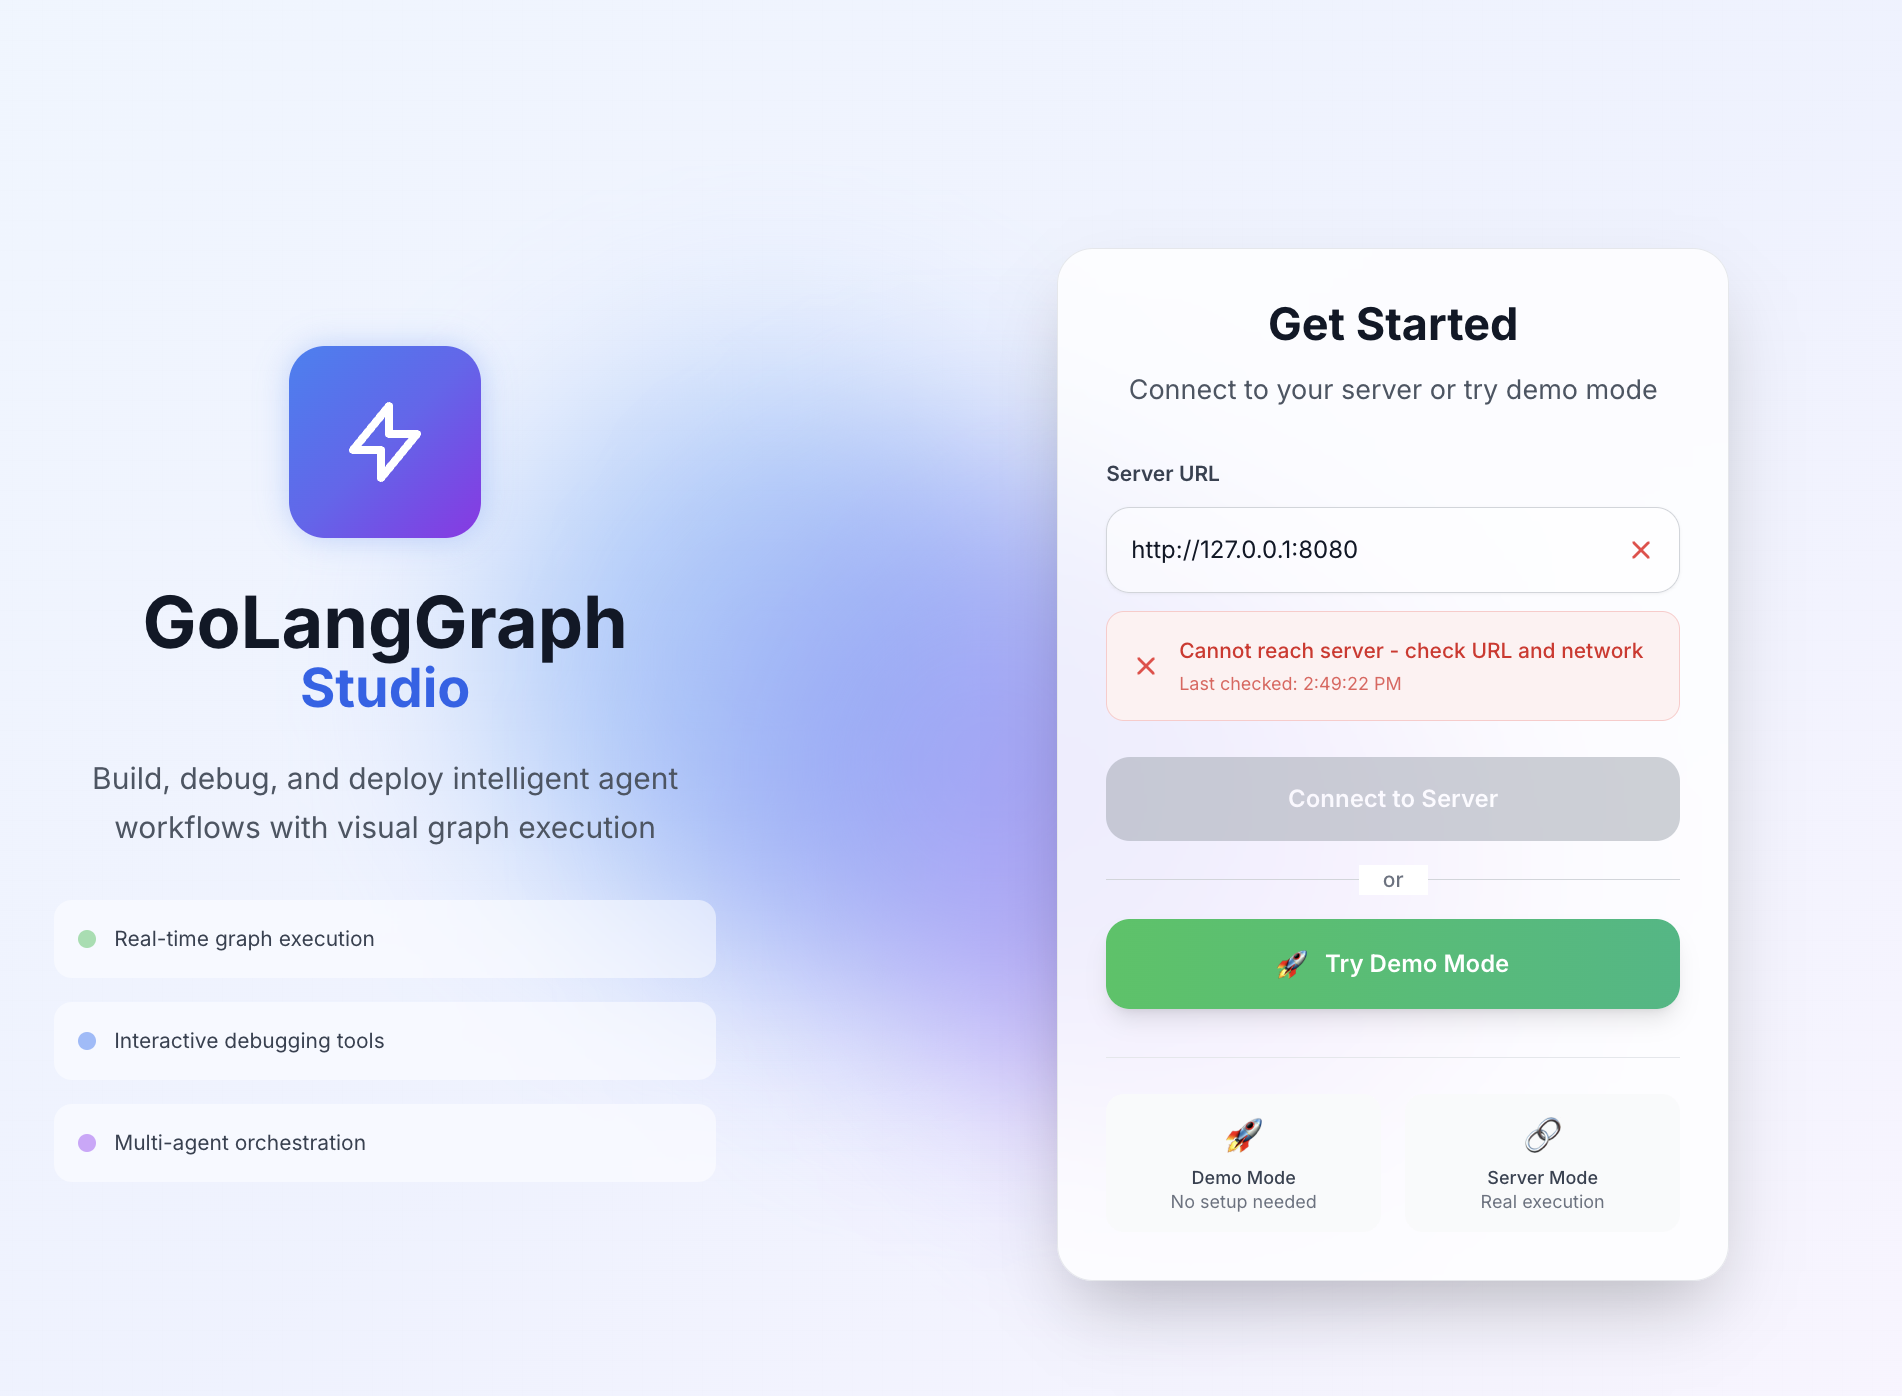 GoLangGraph
Studio
Build, debug, and deploy intelligent agent
workflows with visual graph execution
Real-time graph execution
Interactive debugging tools
Multi-agent orchestration
Get Started
Connect to your server or try demo mode
Server URL
http://127.0.0.1:8080
Cannot reach server - check URL and network
Last checked: 2:49:22 PM
Connect to Server
or
🚀 Try Demo Mode
Demo Mode
No setup needed
Server Mode
Real execution